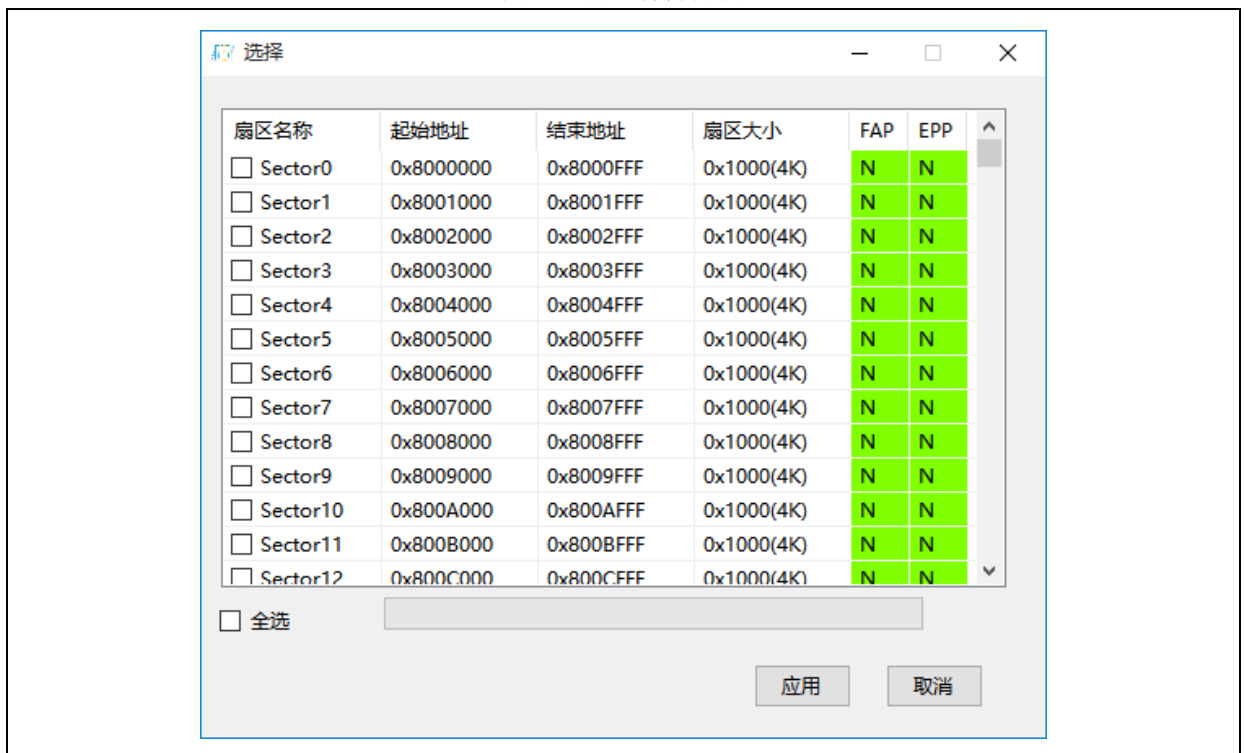 选择
扇区名称 起始地址 结束地址 扇区大小 FAP EPP
Sector0 0x8000000 0x8000FFF 0x1000(4K) N N
Sector1 0x8001000 0x8001FFF 0x1000(4K) N N
Sector2 0x8002000 0x8002FFF 0x1000(4K) N N
Sector3 0x8003000 0x8003FFF 0x1000(4K) N N
Sector4 0x8004000 0x8004FFF 0x1000(4K) N N
Sector5 0x8005000 0x8005FFF 0x1000(4K) N N
Sector6 0x8006000 0x8006FFF 0x1000(4K) N N
Sector7 0x8007000 0x8007FFF 0x1000(4K) N N
Sector8 0x8008000 0x8008FFF 0x1000(4K) N N
Sector9 0x8009000 0x8009FFF 0x1000(4K) N N
Sector10 0x800A000 0x800AFFF 0x1000(4K) N N
Sector11 0x800B000 0x800BFFF 0x1000(4K) N N
Sector12 0x800C000 0x800CFFF 0x1000(4K) N N
全选
应用 取消